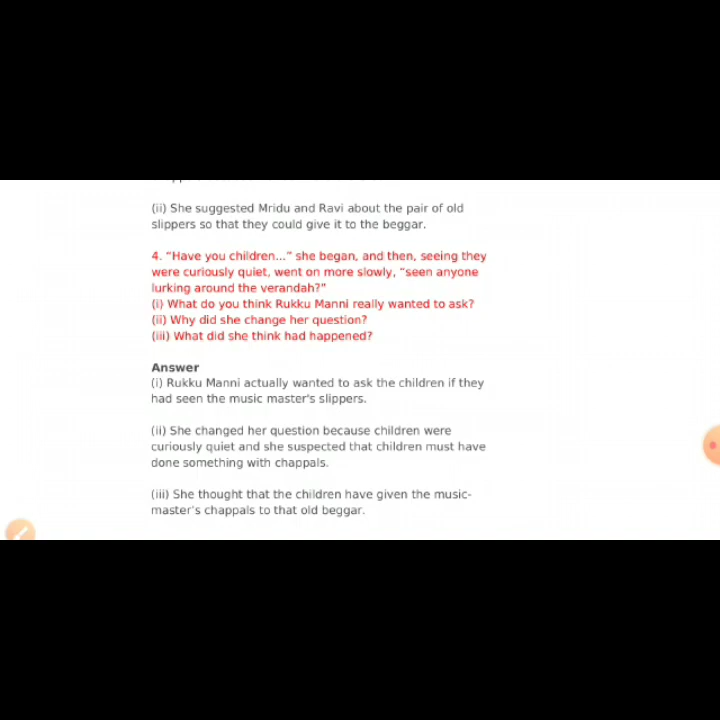 (ii) She suggested Mridu and Ravi about the pair of old
slippers so that they could give it to the beggar.
4. “Have you children...” she began, and then, seeing they
were curiously quiet, went on more slowly, “seen anyone
lurking around the verandah?”
(i) What do you think Rukku Manni really wanted to ask?
(ii) Why did she change her question?
(iii) What did she think had happened?
Answer
(i) Rukku Manni actually wanted to ask the children if they
had seen the music master's slippers.
(ii) She changed her question because children were
curiously quiet and she suspected that children must have
done something with chappals.
(iii) She thought that the children have given the music-
master's chappals to that old beggar.